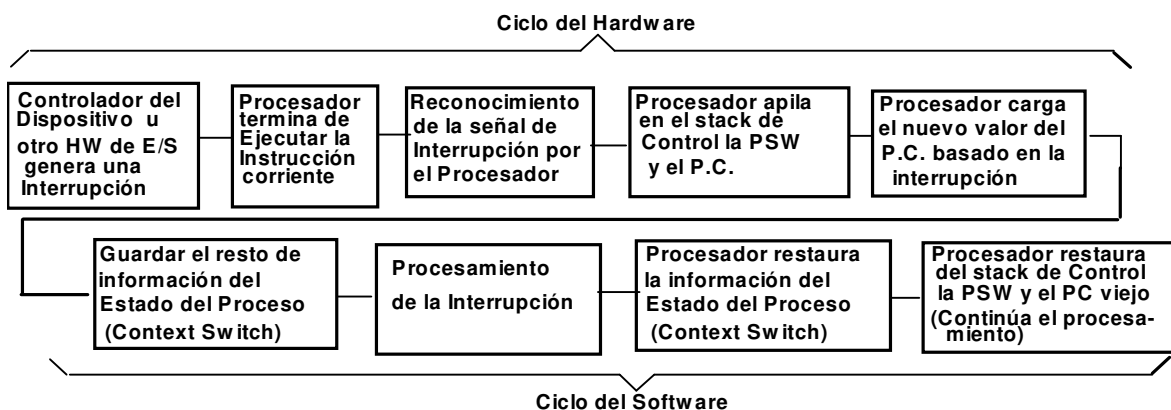 Ciclo del Hardware
Controlador del
Dispositivo u
otro HW de E/S
genera una
Interrupción
Procesador
termina de
Ejecutar la
Instrucción
corriente
Reconocimiento
de la señal de
Interrupción por
el Procesador
Procesador apila
en el stack de
Control la PSW
y el P.C.
Procesador carga
el nuevo valor del
P.C. basado en la
interrupción
Guardar el resto de
información del
Estado del Proceso
(Context Switch)
Procesamiento
de la Interrupción
Procesador restaura
la información del
Estado del Proceso
(Context Switch)
Procesador restaura
del stack de Control
la PSW y el PC viejo
(Continúa el procesa-
miento)
Ciclo del Software